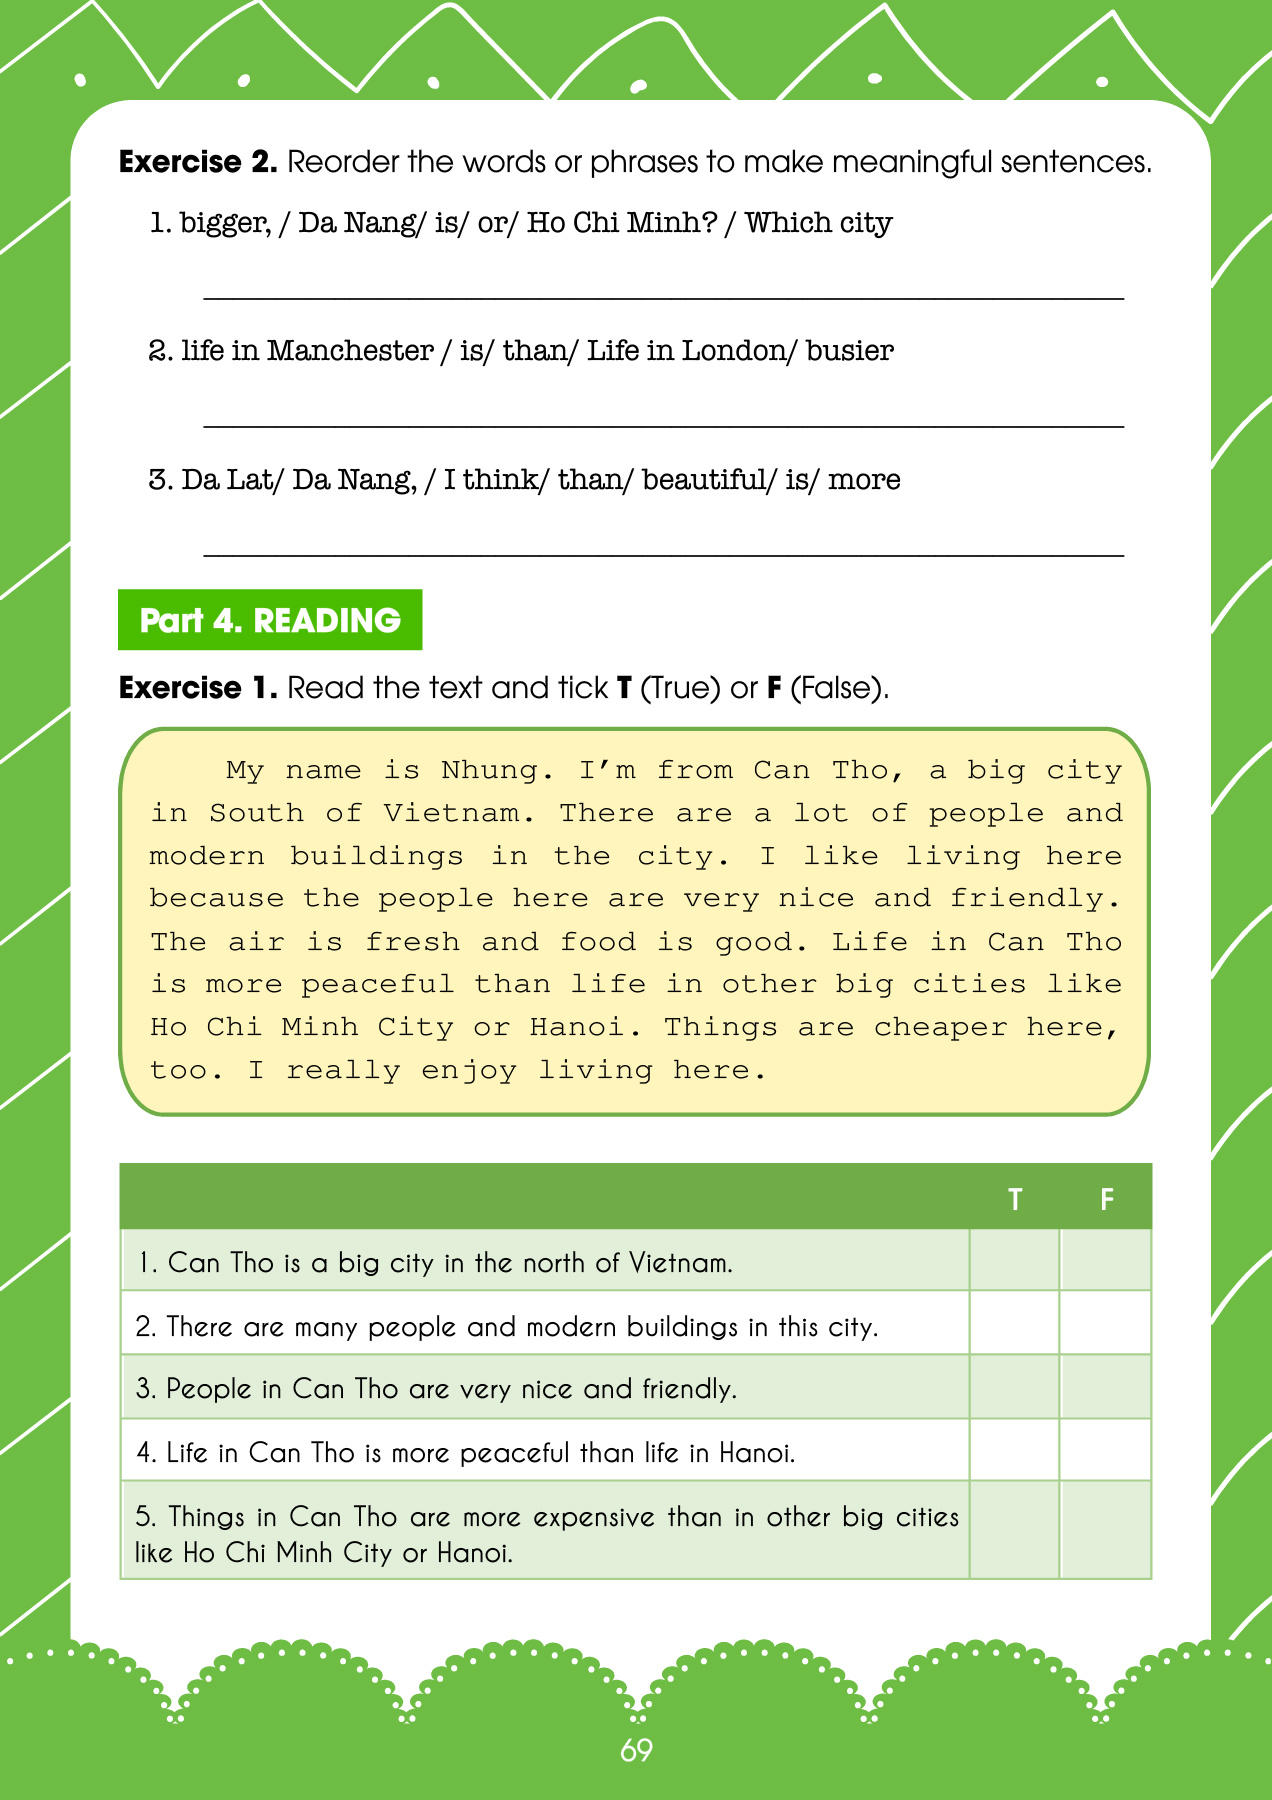 Exercise 2. Reorder the words or phrases to make meaningful sentences.
1. bigger, / Da Nang/ is/ or/ Ho Chi Minh? / Which city
2. life in Manchester / is/ than/ Life in London/ busier
3. Da Lat/ Da Nang, / I think/ than/ beautiful/ is/ more
Part 4. READING
Exercise 1. Read the text and tick T (True) or F (False).
My name is Nhung. I’m from Can Tho, a big city
in South of Vietnam. There are a lot of people and
modern buildings in the city. I like living here
because the people here are very nice and friendly.
The air is fresh and food is good. Life in Can Tho
is more peaceful than life in other big cities like
Ho Chi Minh City or Hanoi. Things are cheaper here,
too. I really enjoy living here.
T F
1. Can Tho is a big city in the north of Vietnam.
2. There are many people and modern buildings in this city.
3. People in Can Tho are very nice and friendly.
4. Life in Can Tho is more peaceful than life in Hanoi.
5. Things in Can Tho are more expensive than in other big cities
like Ho Chi Minh City or Hanoi.
69